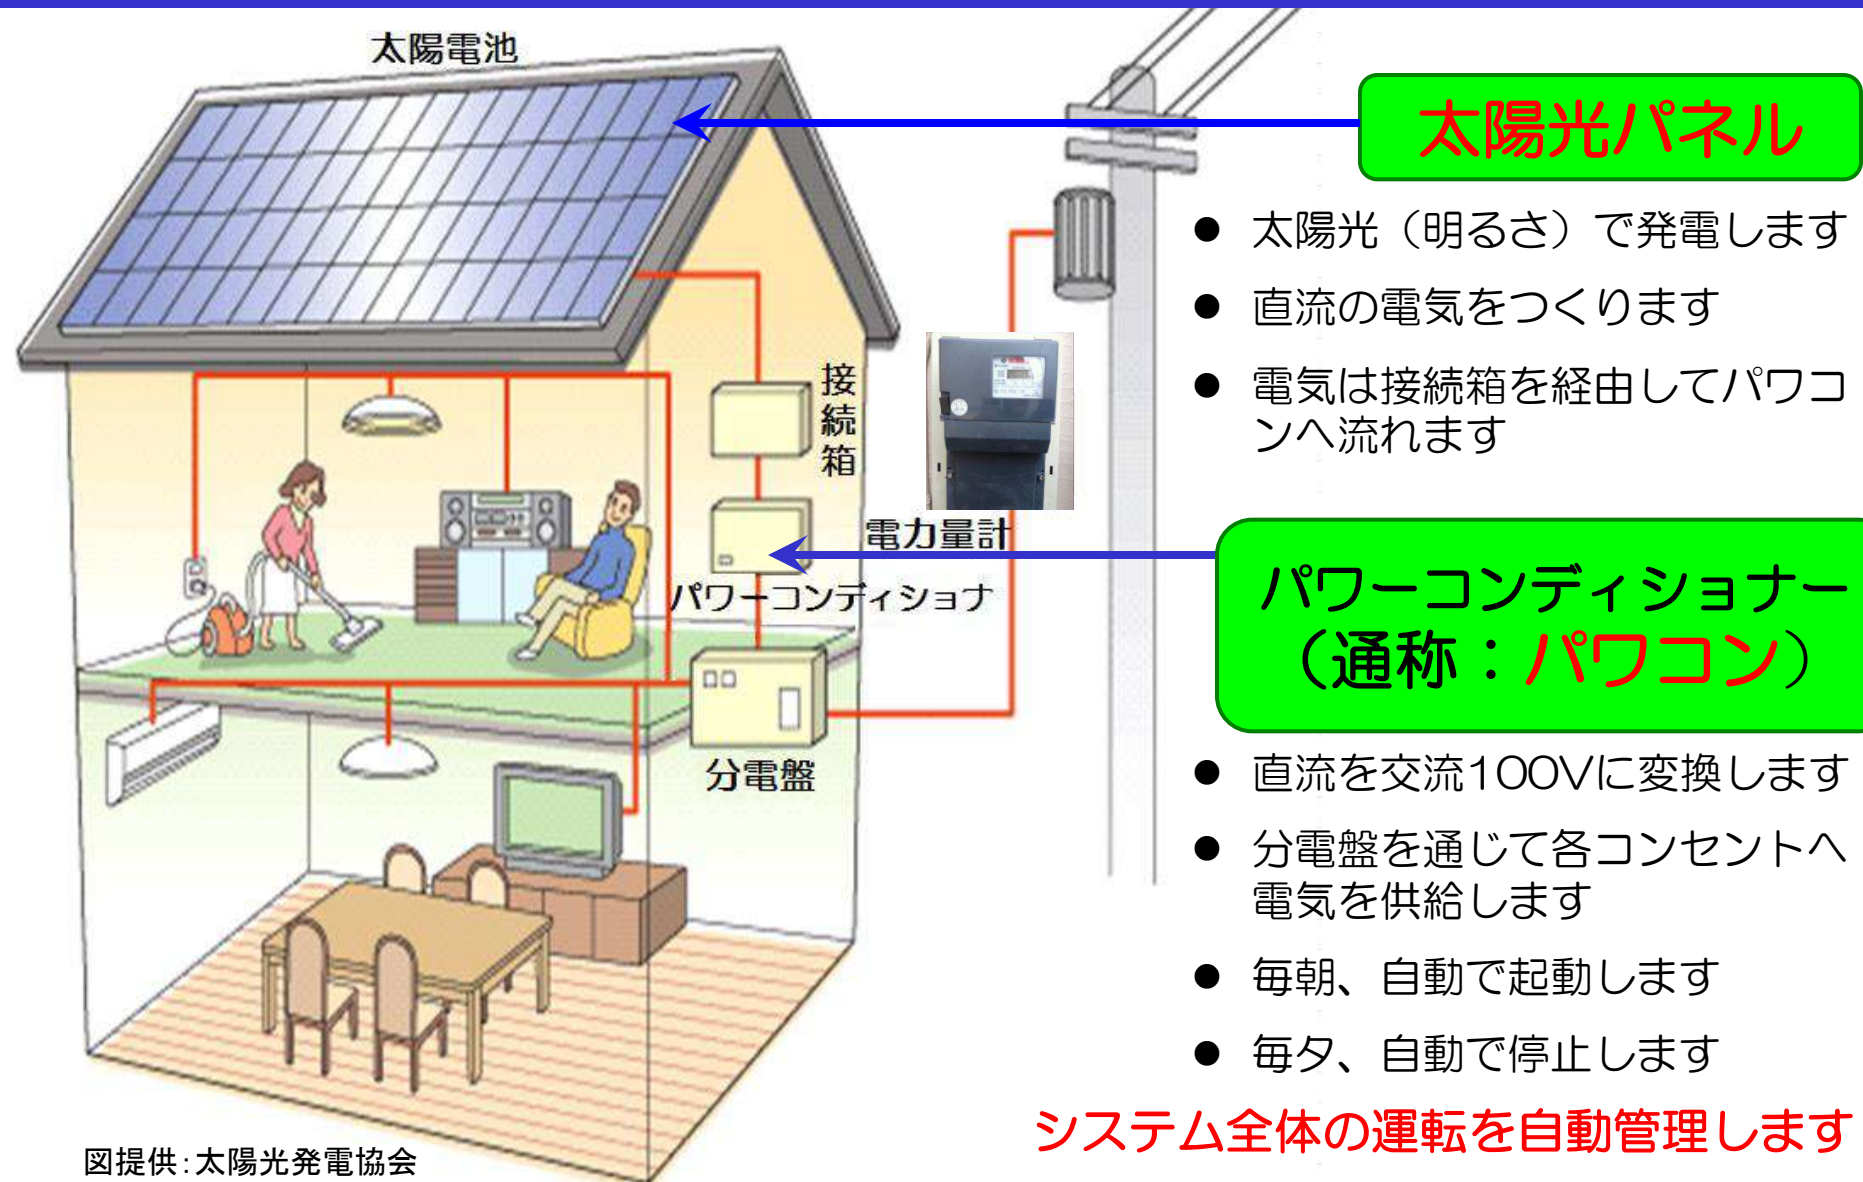 太陽電池
太陽光パネル
● 太陽光（明るさ）で発電します
● 直流の電気をつくります
● 電気は接続箱を経由してパワコ
ンへ流れます
接続箱
電力量計
パワーコンディショナ
分電盤
パワーコンディショナー
（通称：パワコン）
● 直流を交流100Vに変換します
● 分電盤を通じて各コンセントへ
電気を供給します
● 毎朝、自動で起動します
● 毎夕、自動で停止します
システム全体の運転を自動管理します
図提供：太陽光発電協会